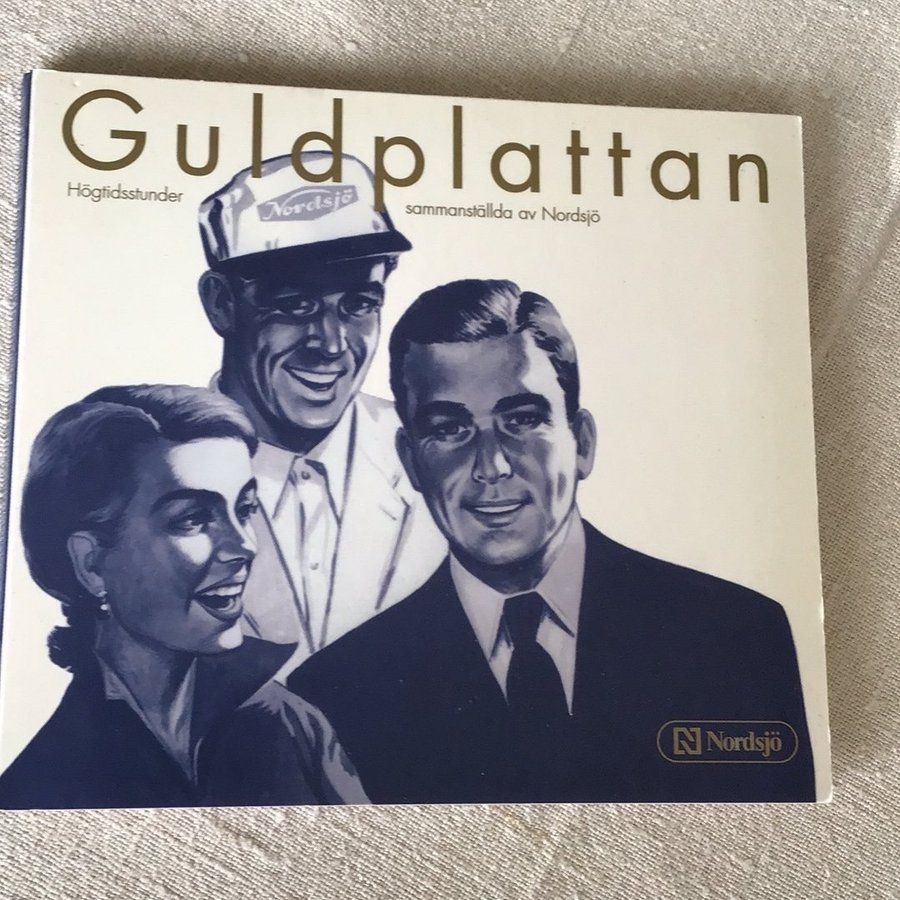 Guldplattan
Högtidsstunder
sammanställda av Nordsjö
Nordsjö
Nordsjö